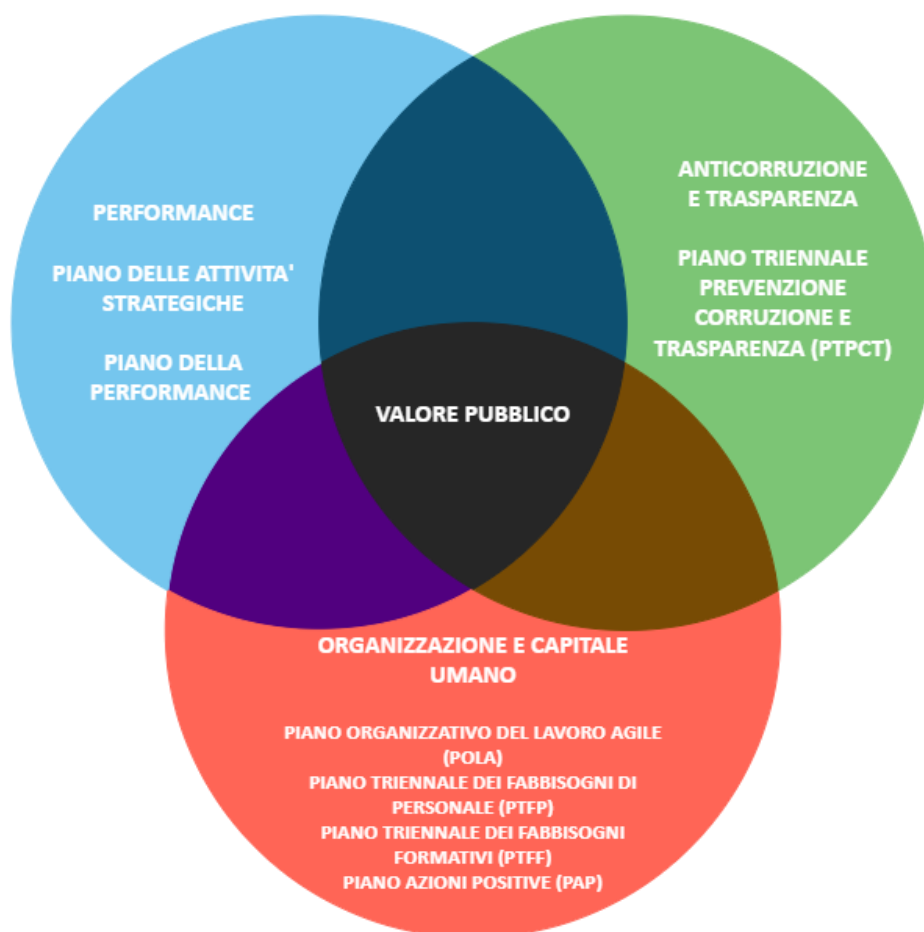 PERFORMANCE
PIANO DELLE ATTIVITA'
STRATEGICHE
PIANO DELLA
PERFORMANCE
ANTICORRUZIONE
E TRASPARENZA
PIANO TRIENNALE
PREVENZIONE
CORRUZIONE E
TRASPARENZA (PTPCT)
VALORE PUBBLICO
ORGANIZZAZIONE E CAPITALE
UMANO
PIANO ORGANIZZATIVO DEL LAVORO AGILE
(POLA)
PIANO TRIENNALE DEI FABBISOGNI DI
PERSONALE (PTFP)
PIANO TRIENNALE DEI FABBISOGNI
FORMATIVI (PTFF)
PIANO AZIONI POSITIVE (PAP)